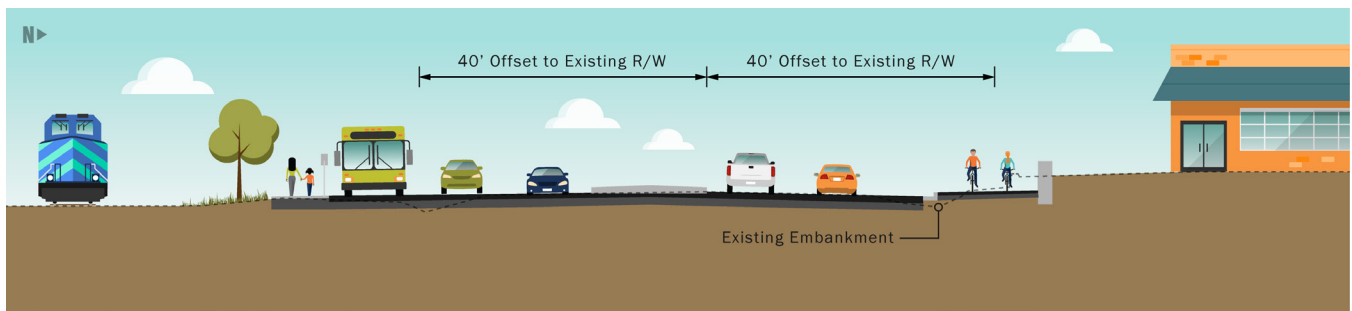 N
40' Offset to Existing R/W
40' Offset to Existing R/W
Existing Embankment